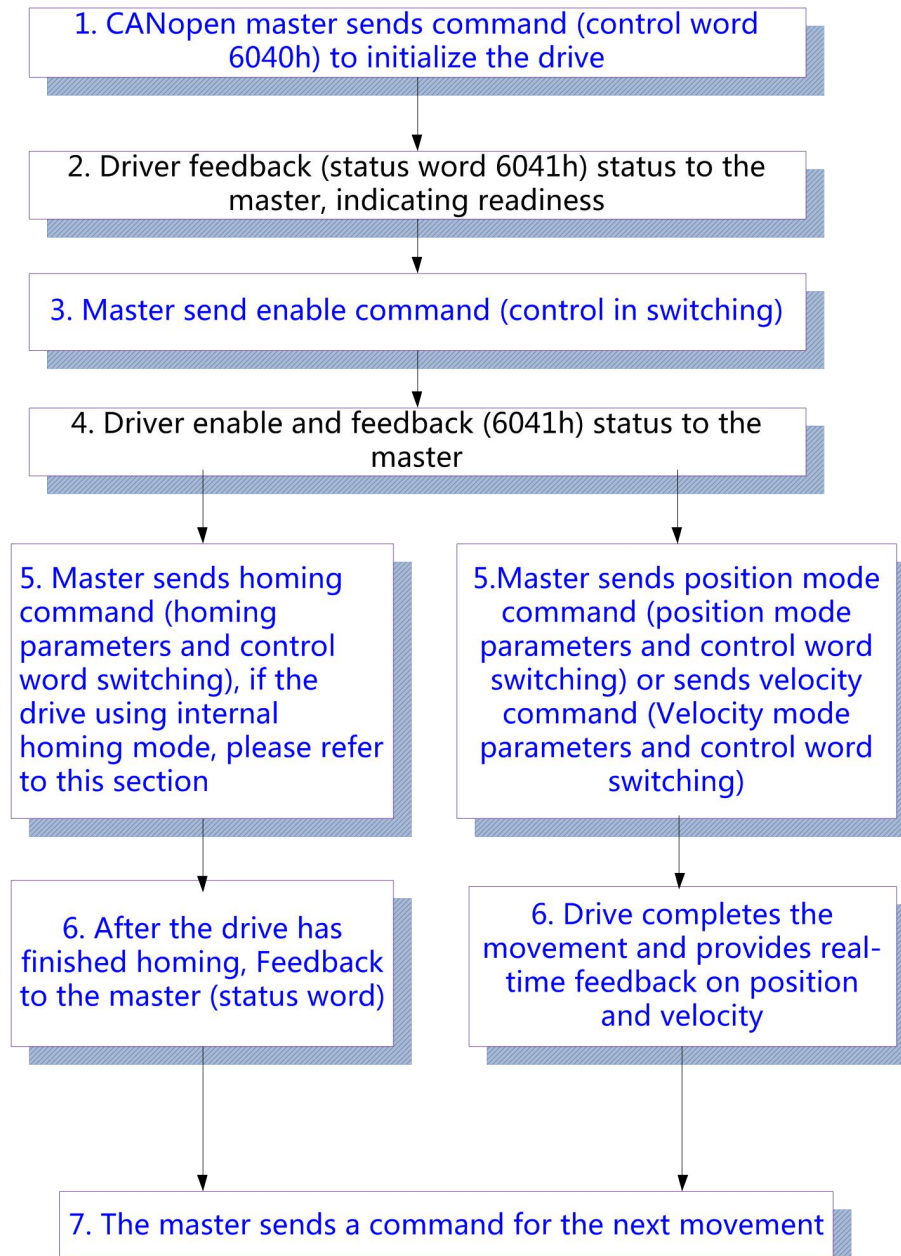 1. CANopen master sends command (control word
6040h) to initialize the drive
2. Driver feedback (status word 6041h) status to the
master, indicating readiness
3. Master send enable command (control in switching)
4. Driver enable and feedback (6041h) status to the
master
5. Master sends homing
command (homing
parameters and control
word switching), if the
drive using internal
homing mode, please refer
to this section
5.Master sends position mode
command (position mode
parameters and control word
switching) or sends velocity
command (Velocity mode
parameters and control word
switching)
6. After the drive has
finished homing, Feedback
to the master (status word)
6. Drive completes the
movement and provides real-
time feedback on position
and velocity
7. The master sends a command for the next movement